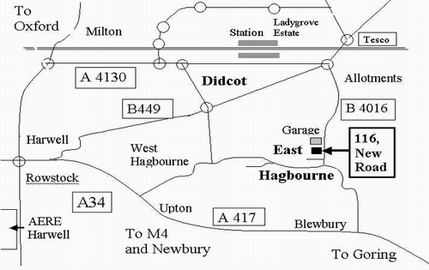 To
Oxford
Milton
Station
Ladygrove
Estate
Tesco
A 4130
Didcot
Allotments
B449
B 4016
Harwell
West
Hagbourne
Garage
East
Hagbourne
116,
New
Road
Rowstock
A34
Upton
A 417
Blewbury
AERE
Harwell
To M4
and Newbury
To Goring